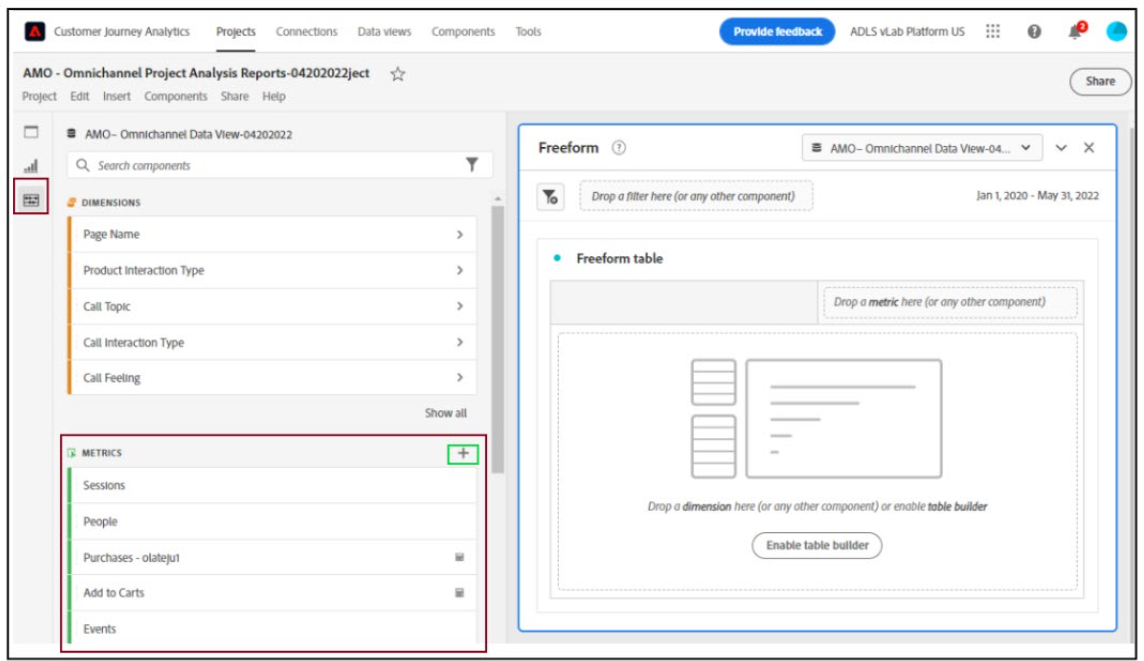 Customer Journey Analytics Projects Connections Data views Components Tools Provide feedback ADLS vLab Platform US 2
AMO - Omnichannel Project Analysis Reports-04202022ject
Share
Project Edit Insert Components Share Help
AMO– Omnichannel Data View-04202022
Search components
DIMENSIONS
Page Name
Product Interaction Type
Call Topic
Call Interaction Type
Call Feeling
Show all
METRICS
Sessions
People
Purchases - olateju1
Add to Carts
Events
Freeform AMO– Omnichannel Data View-04...
Drop a filter here (or any other component) Jan 1, 2020 - May 31, 2022
Freeform table
Drop a metric here (or any other component)
Drop a dimension here (or any other component) or enable table builder
Enable table builder